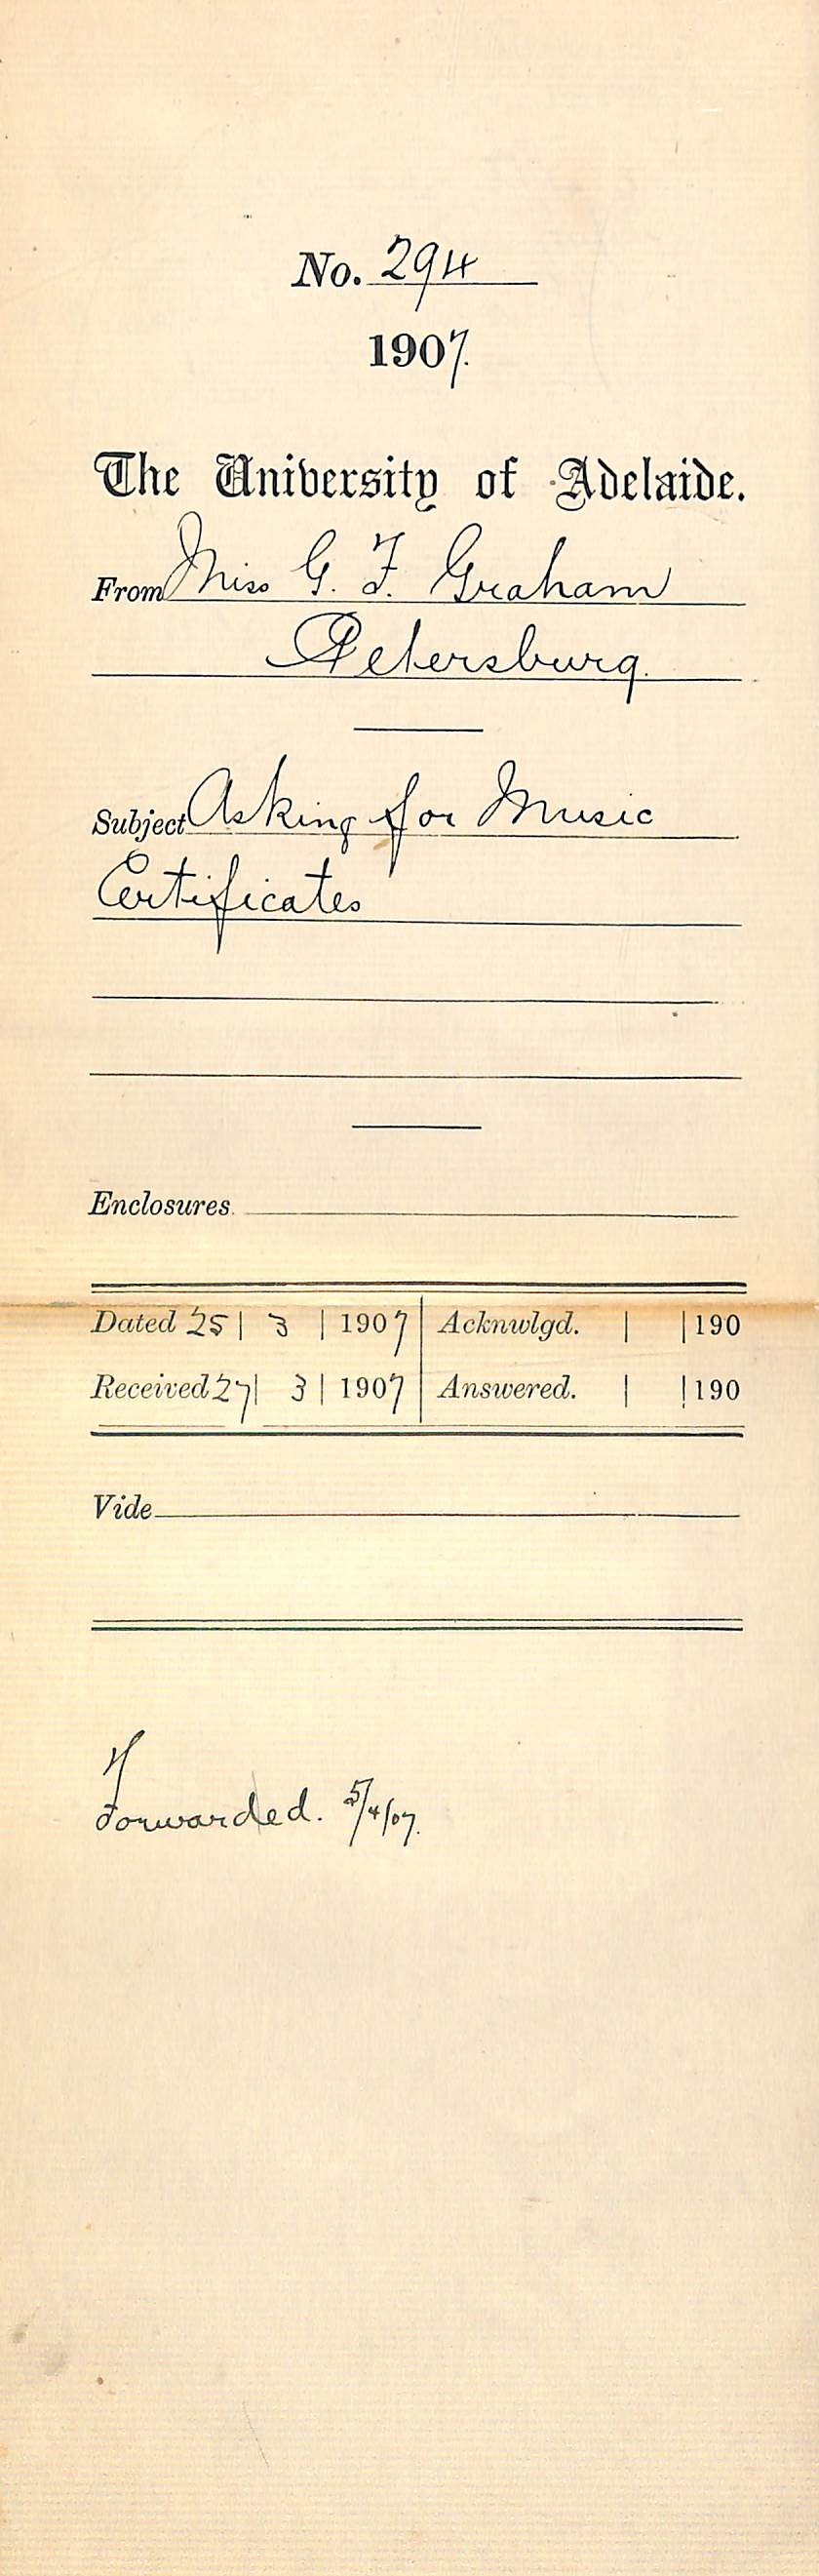 No. 294
1907.
The University of Adelaide.
From Miss G. F. Graham
Petersburg.
Subject Asking for Music
Certificates
Enclosures.
Dated 25 | 3 | 1907 | Acknwlgd. | | 190
Received 27 | 3 | 1907 | Answered. | | 190
Vide
Forwarded. 5/4/07.